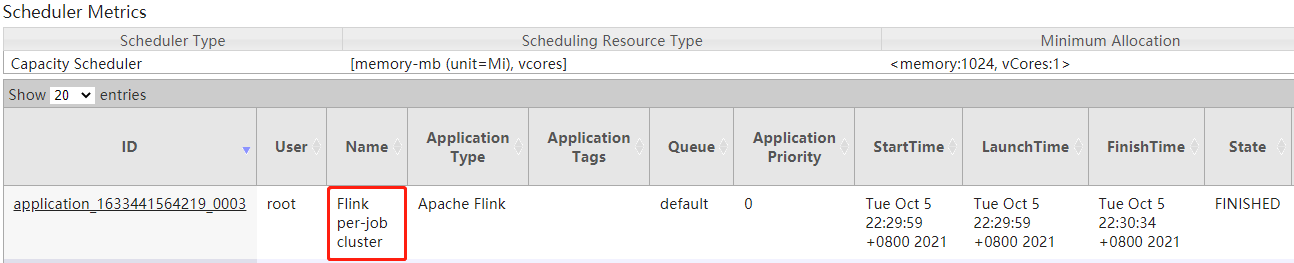 Scheduler Metrics
Scheduler Type Scheduling Resource Type Minimum Allocation
Capacity Scheduler [memory-mb (unit=Mi), vcores] <memory:1024, vCores:1>
Show 20 entries
ID User Name Application Type Application Tags Queue Application Priority StartTime LaunchTime FinishTime State
application_1633441564219_0003 root Flink per-job cluster Apache Flink default 0 Tue Oct 5 22:29:59 +0800 2021 Tue Oct 5 22:29:59 +0800 2021 Tue Oct 5 22:30:34 +0800 2021 FINISHED